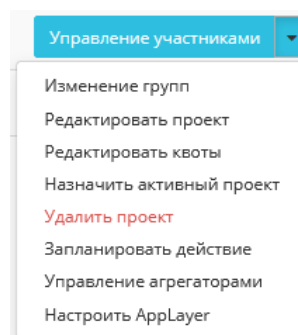 Управление участниками
Изменение групп
Редактировать проект
Редактировать квоты
Назначить активный проект
Удалить проект
Запланировать действие
Управление агрегаторами
Настроить AppLayer